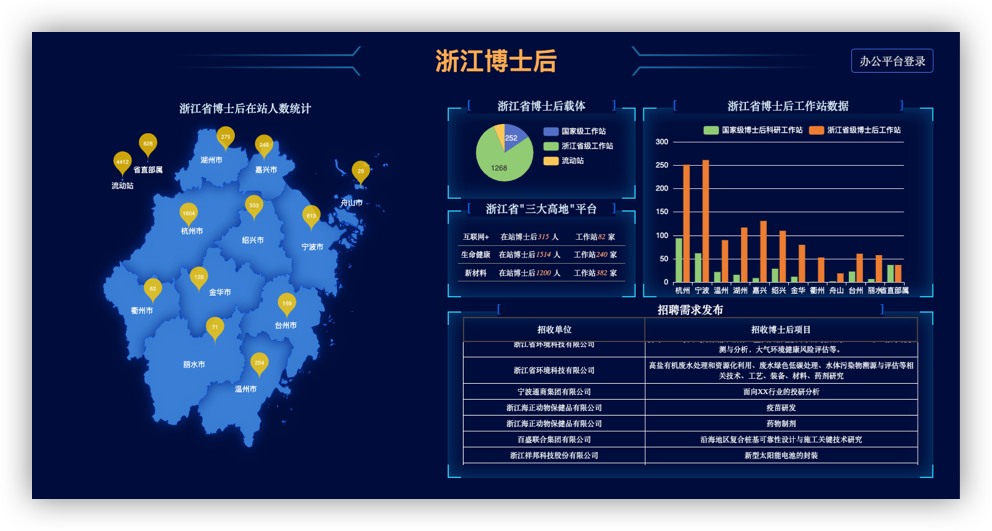 浙江博士后
办公平台登录
浙江省博士后在站人数统计
275
湖州市
246
嘉兴市
828
省直部属
4412
流动站
26
舟山市
1604
杭州市
300
绍兴市
613
宁波市
128
金华市
62
衢州市
169
台州市
71
丽水市
204
温州市
浙江省博士后载体
252
1268
国家级工作站
浙江省级工作站
流动站
浙江省"三大高地"平台
互联网+ 在站博士后315 人 工作站82 家
生命健康 在站博士后1514 人 工作站240 家
新材料 在站博士后1200 人 工作站382 家
浙江省博士后工作站数据
国家级博士后科研工作站 浙江省级博士后工作站
300
250
200
150
100
50
0
杭州 宁波 温州 湖州 嘉兴 绍兴 金华 衢州 舟山 台州 丽水 省直部属
招聘需求发布
招收单位 招收博士后项目
浙江省环境科技有限公司
测与分析，大气环境健康风险评估等。
浙江省环境科技有限公司
高盐有机废水处理和资源化利用、废水绿色低碳处理、水体污染物溯源与评估等相
关技术、工艺、装备、材料、药剂研究
宁波通商集团有限公司 面向XX行业的投研分析
浙江海正动物保健品有限公司 疫苗研发
浙江海正动物保健品有限公司 药物制剂
百盛联合集团有限公司 沿海地区复合桩基可靠性设计与施工关键技术研究
浙江祥邦科技股份有限公司 新型太阳能电池的封装